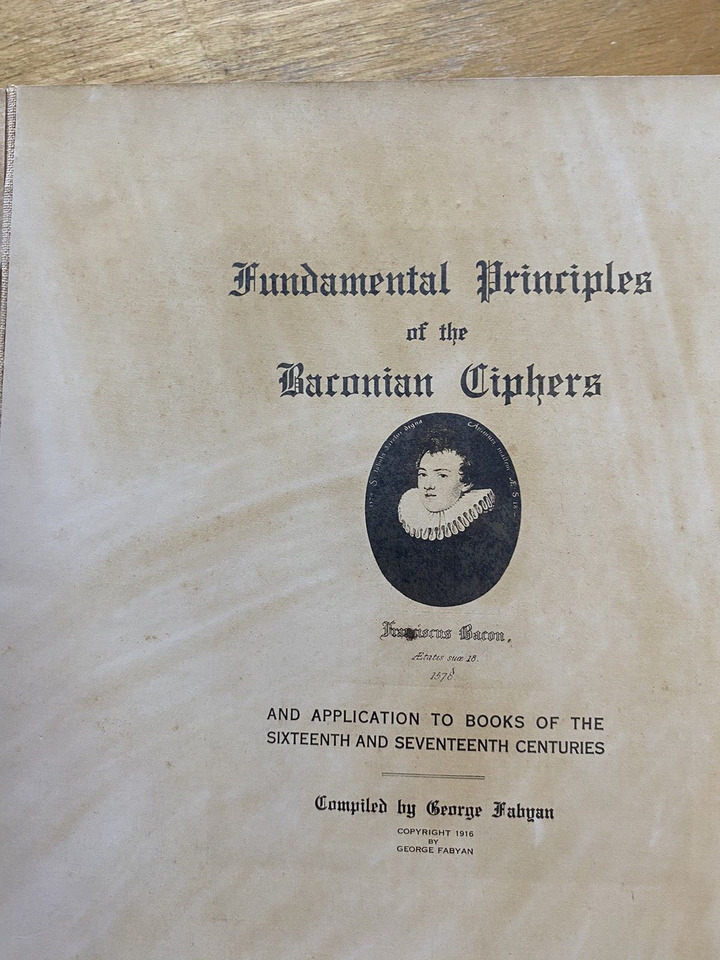 Fundamental Principles
of the
Baconian Ciphers
Franciscus Bacon.
Ætatis suæ 18.
1578
AND APPLICATION TO BOOKS OF THE
SIXTEENTH AND SEVENTEENTH CENTURIES
Compiled by George Fabyan
COPYRIGHT 1916
BY
GEORGE FABYAN